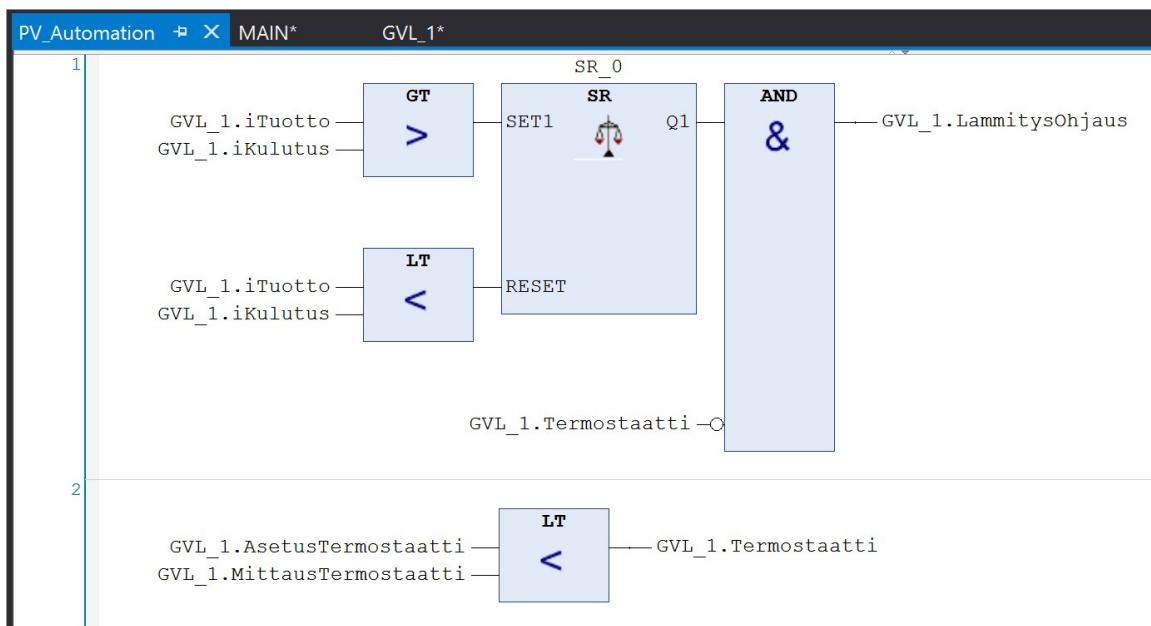 PV_Automation MAIN* GVL_1*
1
SR_0
GT SR AND
GVL_1.iTuotto > SET1 Q1 & GVL_1.LammitysOhjaus
GVL_1.iKulutus
LT
GVL_1.iTuotto < RESET
GVL_1.iKulutus
GVL_1.Termostaatti
2
LT
GVL_1.AsetusTermostaatti < GVL_1.Termostaatti
GVL_1.MittausTermostaatti